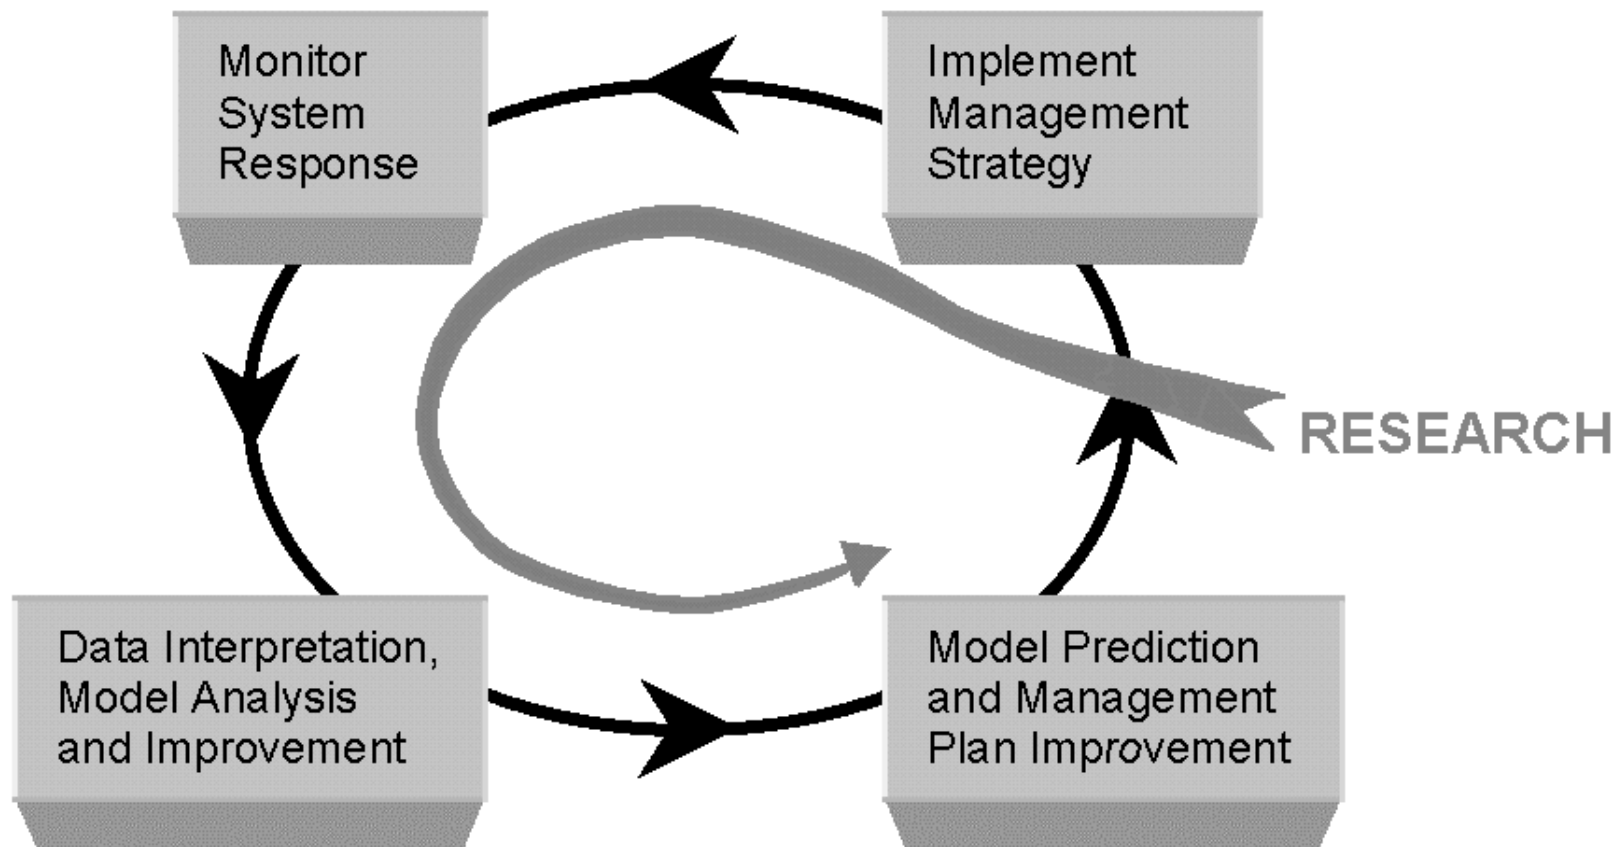 Monitor
System
Response
Implement
Management
Strategy
RESEARCH
Data Interpretation,
Model Analysis
and Improvement
Model Prediction
and Management
Plan Improvement